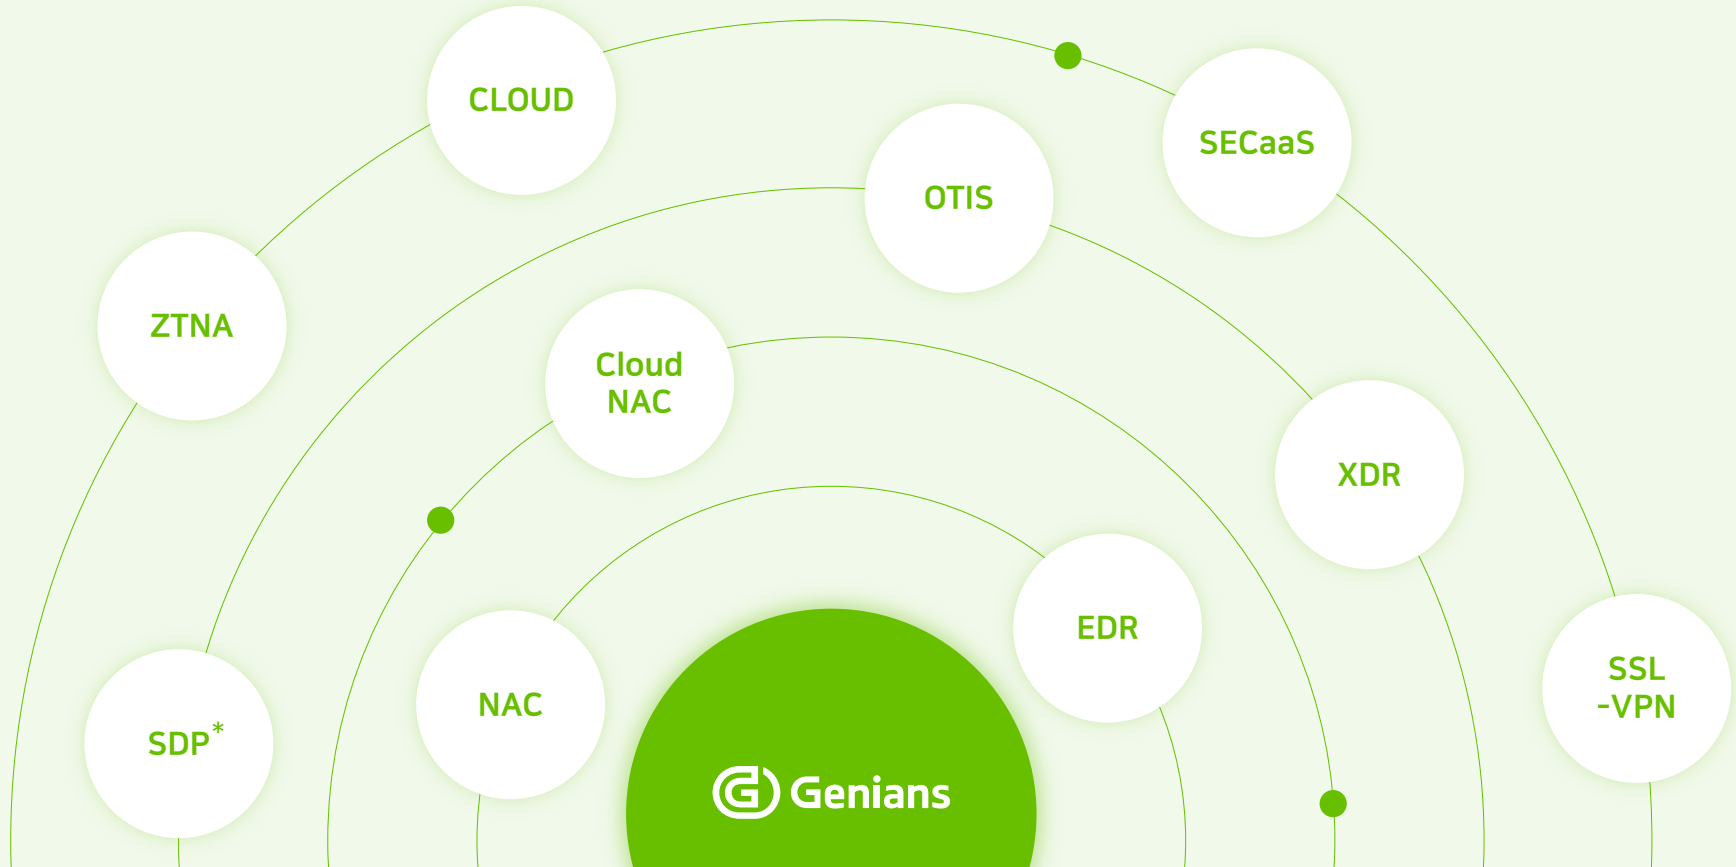 CLOUD
SECaaS
OTIS
ZTNA
Cloud
NAC
XDR
EDR
SSL
-VPN
NAC
SDP*
Genians